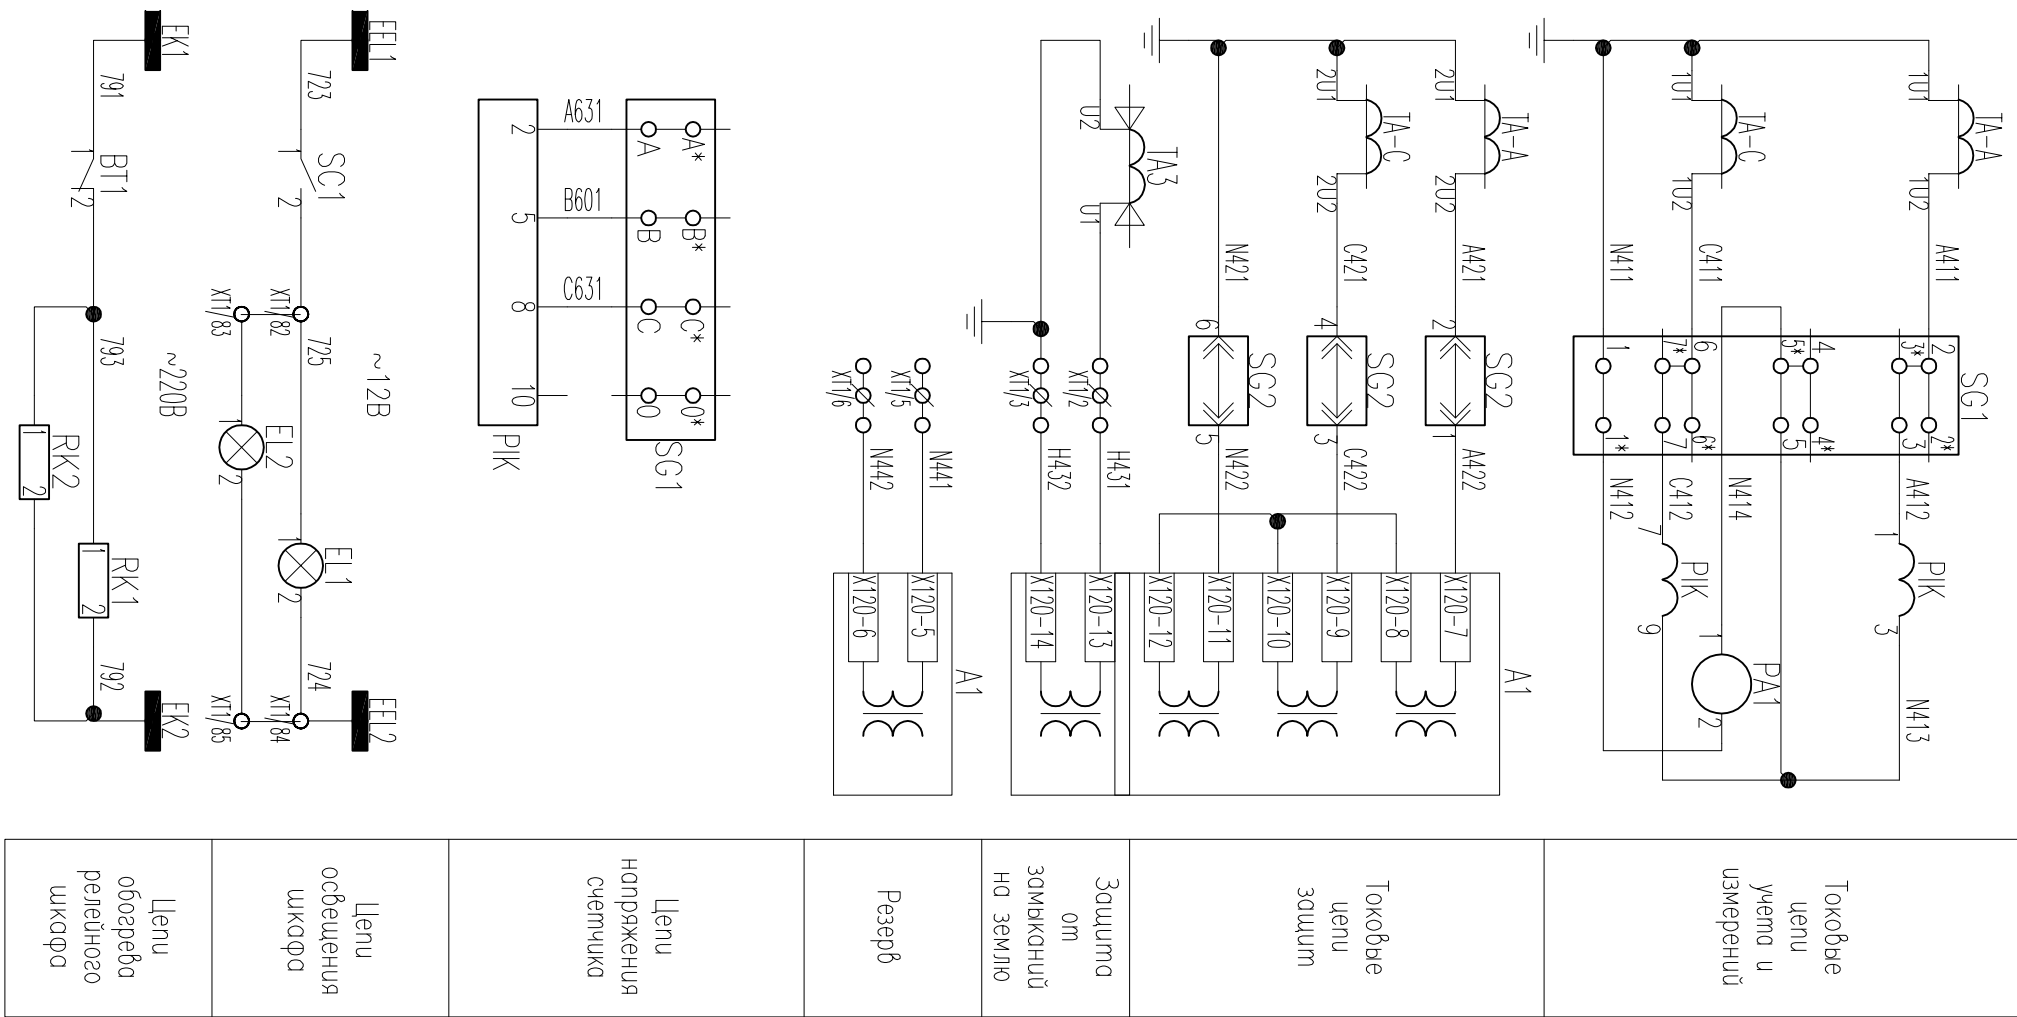 TA-A
1U1
1U2
A411
TA-C
1U1
1U2
C411
N411
SG1
2
3*
4
5*
6
7*
1
2*
3
4*
5
6*
7
1*
A412
N414
C412
N412
1
PIK
3
7
PIK
9
1
PA1
2
N413
Токовые
цепи
учета и
измерений
TA-A
2U1
2U2
A421
TA-C
2U1
2U2
C421
N421
2
SG2
1
4
SG2
3
6
SG2
5
A422
C422
N422
X120-7
X120-8
X120-9
X120-10
X120-11
X120-12
A1
Токовые
цепи
защит
U2
TA3
U1
XT1/2
XT1/3
H431
H432
X120-13
X120-14
Защита
от
замыканий
на землю
XT1/5
XT1/6
N441
N442
X120-5
X120-6
A1
Резерв
A631
B601
C631
2
5
8
10
PIK
A
A*
B
B*
C
C*
0
0*
SG1
Цепи
напряжения
счетчика
EEL1
723
1
SC1
2
XT1/82
XT1/83
725
~12В
1
EL2
2
1
EL1
2
724
XT1/84
XT1/85
EEL2
Цепи
освещения
шкафа
EK1
791
1
BT1
2
793
~220В
1
RK2
2
1
RK1
2
792
EK2
Цепи
обогрева
релейного
шкафа